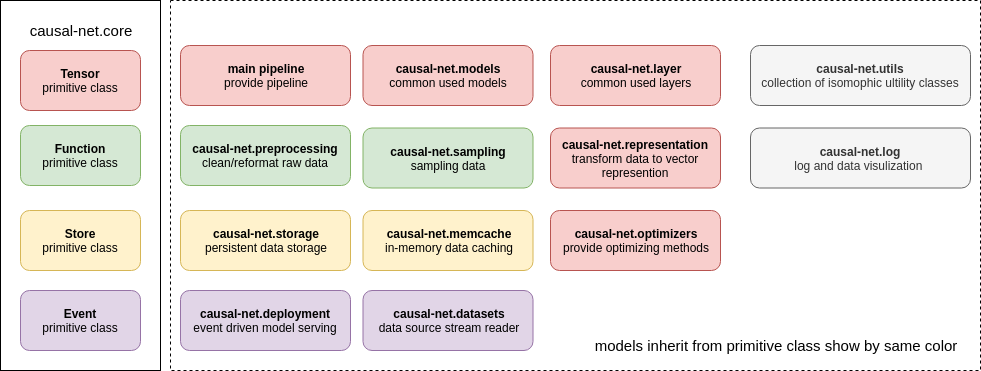 causal-net.core
Tensor
primitive class
Function
primitive class
Store
primitive class
Event
primitive class
main pipeline
provide pipeline
causal-net.models
common used models
causal-net.layer
common used layers
causal-net.utils
collection of isomophic ultility classes
causal-net.preprocessing
clean/reformat raw data
causal-net.sampling
sampling data
causal-net.representation
transform data to vector
represention
causal-net.log
log and data visulization
causal-net.storage
persistent data storage
causal-net.memcache
in-memory data caching
causal-net.optimizers
provide optimizing methods
causal-net.deployment
event driven model serving
causal-net.datasets
data source stream reader
models inherit from primitive class show by same color